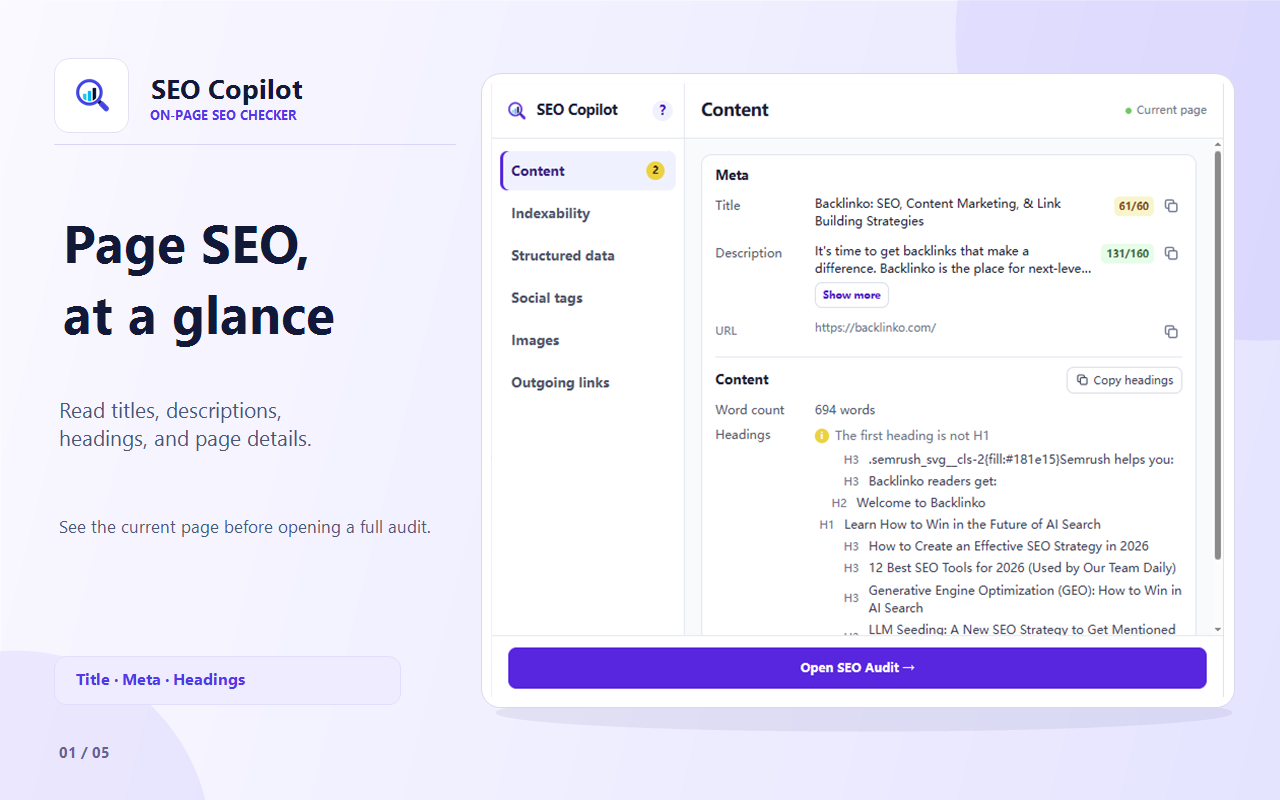 SEO Copilot
ON-PAGE SEO CHECKER
Page SEO,
at a glance
Read titles, descriptions,
headings, and page details.
See the current page before opening a full audit.
Title · Meta · Headings
01 / 05
SEO Copilot
?
Content
2
Indexability
Structured data
Social tags
Images
Outgoing links
Content
Current page
Meta
Title
Backlinko: SEO, Content Marketing, & Link
Building Strategies
61/60
Description
It's time to get backlinks that make a
difference. Backlinko is the place for next-leve...
131/160
Show more
URL
https://backlinko.com/
Content
Copy headings
Word count
694 words
Headings
The first heading is not H1
H3 .semrush_svg__cls-2{fill:#181e15}Semrush helps you:
H3 Backlinko readers get:
H2 Welcome to Backlinko
H1 Learn How to Win in the Future of AI Search
H3 How to Create an Effective SEO Strategy in 2026
H3 12 Best SEO Tools for 2026 (Used by Our Team Daily)
H3 Generative Engine Optimization (GEO): How to Win in
AI Search
LLM Seeding: A New SEO Strategy to Get Mentioned
Open SEO Audit →